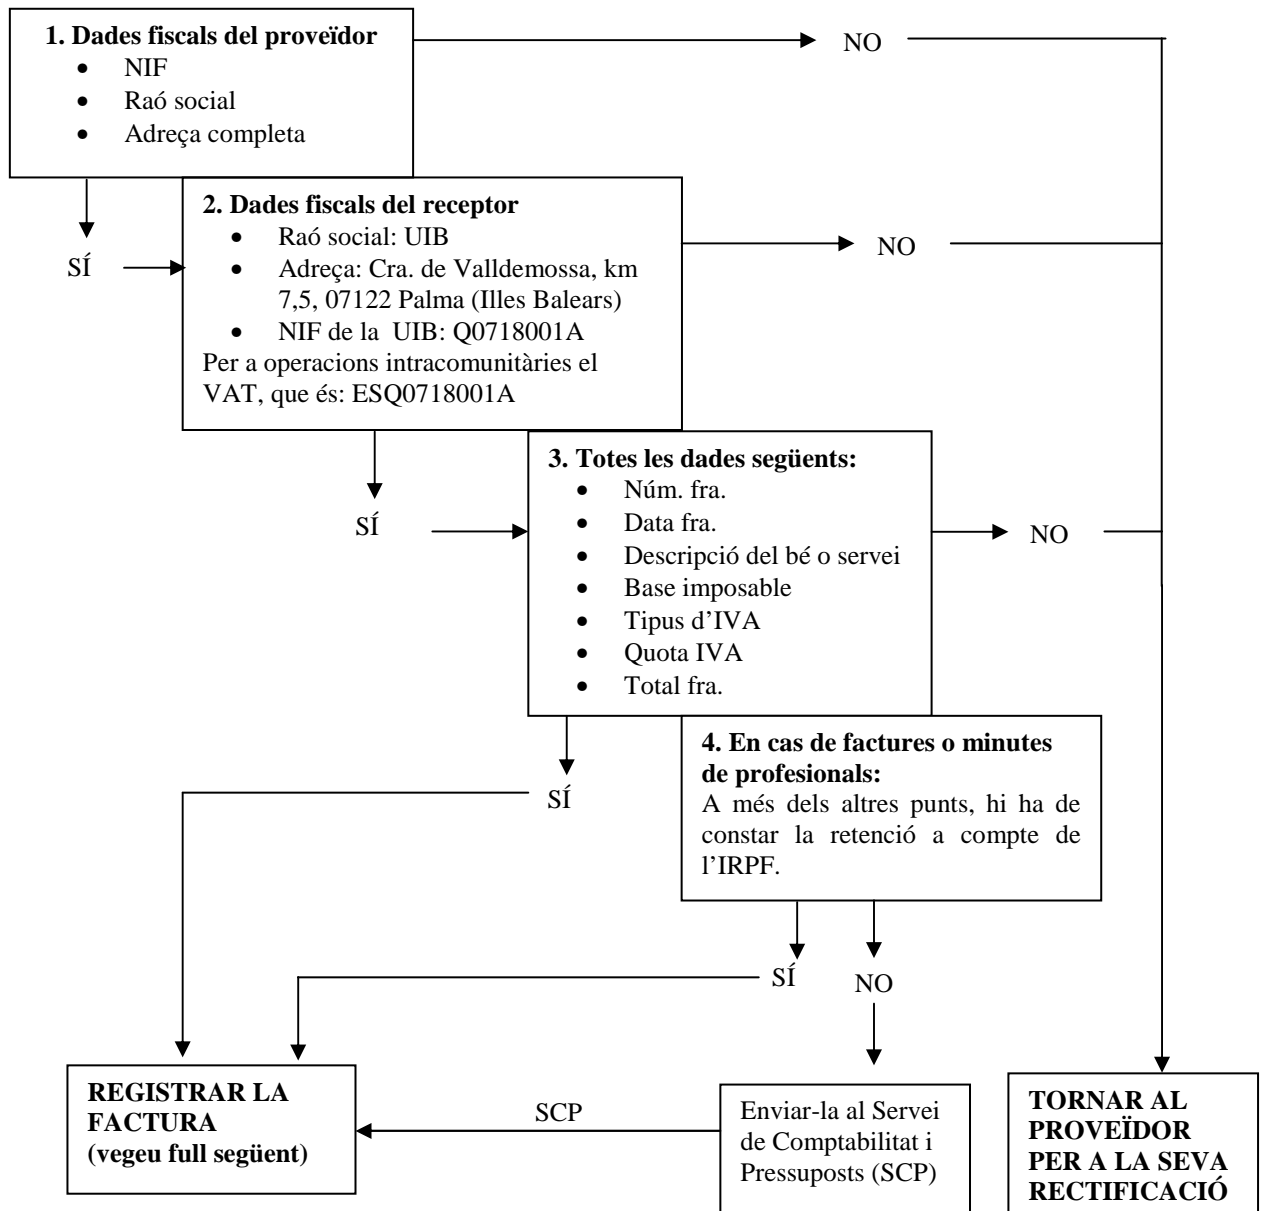 1. Dades fiscals del proveïdor
• NIF
• Raó social
• Adreça completa
NO
SÍ
2. Dades fiscals del receptor
• Raó social: UIB
• Adreça: Cra. de Valldemossa, km
7,5, 07122 Palma (Illes Balears)
• NIF de la UIB: Q0718001A
Per a operacions intracomunitàries el
VAT, que és: ESQ0718001A
NO
SÍ
3. Totes les dades següents:
• Núm. fra.
• Data fra.
• Descripció del bé o servei
• Base imposable
• Tipus d’IVA
• Quota IVA
• Total fra.
NO
SÍ
4. En cas de factures o minutes
de profesionals:
A més dels altres punts, hi ha de
constar la retenció a compte de
l’IRPF.
SÍ
NO
REGISTRAR LA
FACTURA
(vegeu full següent)
SCP
Enviar-la al Servei
de Comptabilitat i
Pressuposts (SCP)
TORNAR AL
PROVEÏDOR
PER A LA SEVA
RECTIFICACIÓ